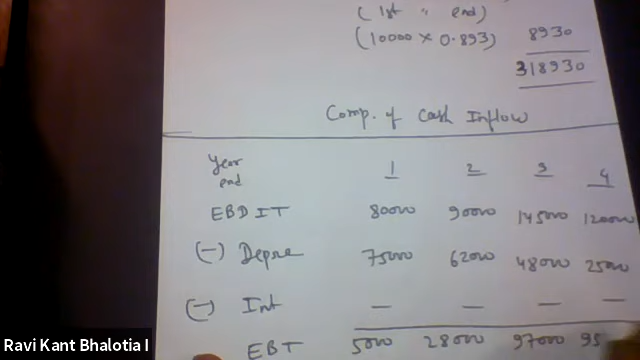 (1st " end)
(10000 × 0.893) 8930
318930
Comp. of Cash Inflow
Year end 1 2 3 4
EBDIT 80000 90000 145000 120000
(-) Depre 75000 62000 48000 25000
(-) Int — — — —
EBT 5000 28000 97000 95
Ravi Kant Bhalotia I